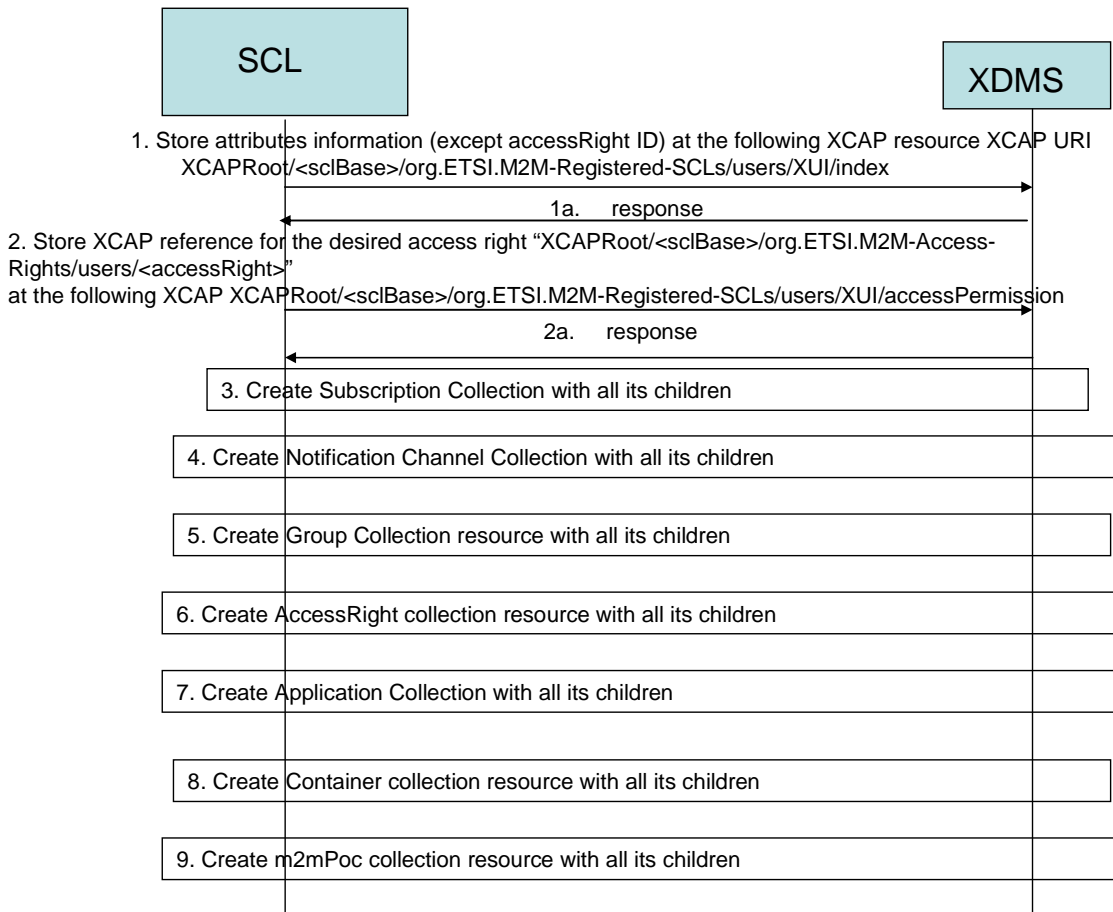 SCL
XDMS
1. Store attributes information (except accessRight ID) at the following XCAP resource XCAP URI
XCAPRoot/<sclBase>/org.ETSI.M2M-Registered-SCLs/users/XUI/index
1a. response
2. Store XCAP reference for the desired access right “XCAPRoot/<sclBase>/org.ETSI.M2M-Access-
Rights/users/<accessRight>”
at the following XCAP XCAPRoot/<sclBase>/org.ETSI.M2M-Registered-SCLs/users/XUI/accessPermission
2a. response
3. Create Subscription Collection with all its children
4. Create Notification Channel Collection with all its children
5. Create Group Collection resource with all its children
6. Create AccessRight collection resource with all its children
7. Create Application Collection with all its children
8. Create Container collection resource with all its children
9. Create m2mPoc collection resource with all its children